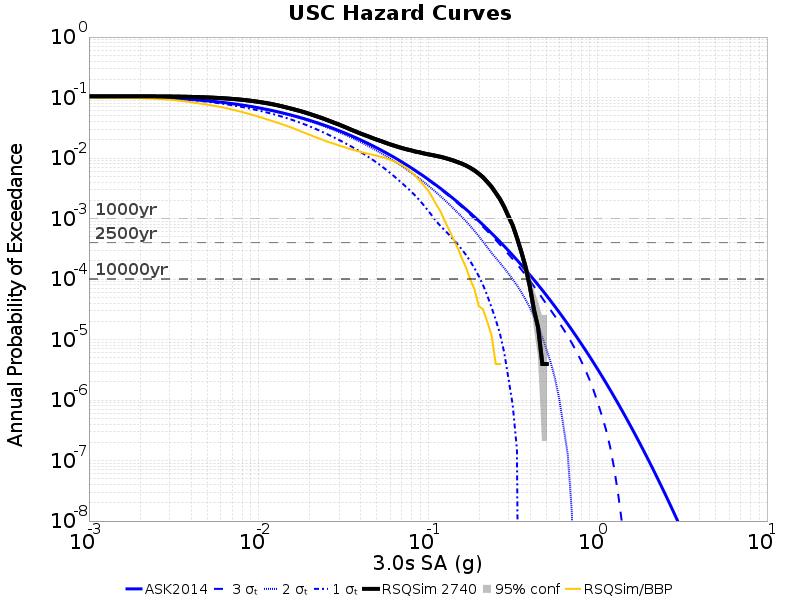 USC Hazard Curves
Annual Probability of Exceedance
10^0
10^-1
10^-2
10^-3
10^-4
10^-5
10^-6
10^-7
10^-8
1000yr
2500yr
10000yr
10^-3 10^-2 10^-1 10^0 10^1
3.0s SA (g)
ASK2014 3 σₜ 2 σₜ 1 σₜ RSQSim 2740 95% conf RSQSim/BBP